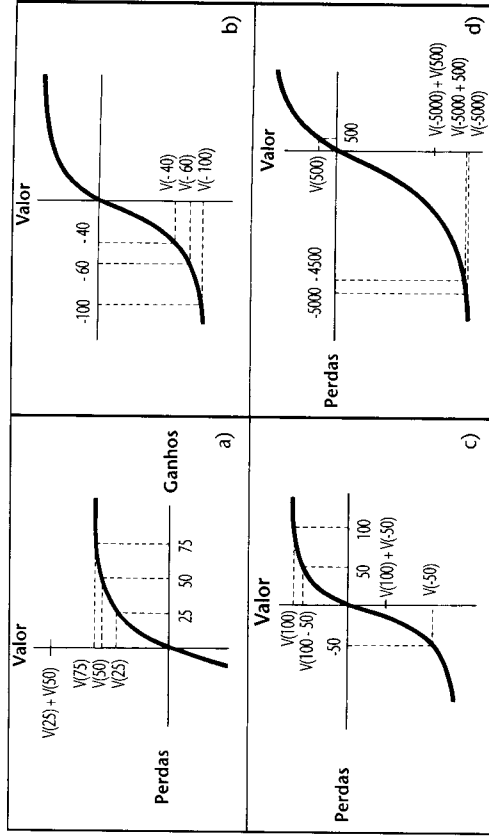 Valor
V(25) + V(50)
V(75)
V(50)
V(25)
25
50
75
Ganhos
Perdas
a)
Valor
-100
-60
-40
V(-40)
V(-60)
V(-100)
b)
Valor
V(100)
V(100 - 50)
-50
50
100
V(100) + V(-50)
V(-50)
Perdas
c)
Valor
V(500)
500
Perdas
-5000
-4500
V(-5000) + V(500)
V(-5000 + 500)
V(-5000)
d)